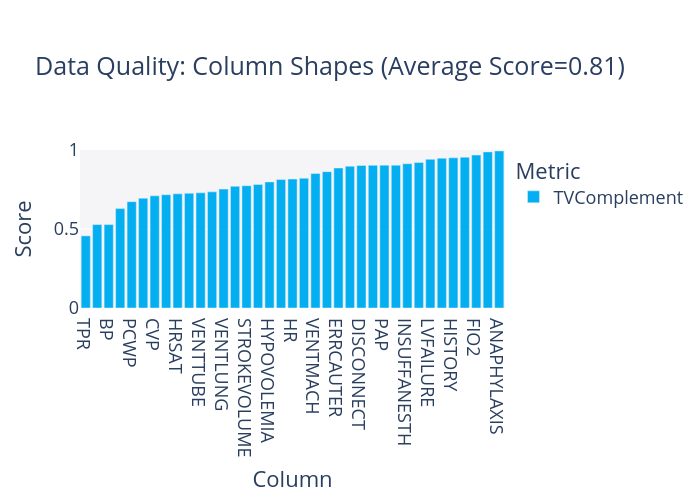 Data Quality: Column Shapes (Average Score=0.81)
1
0.5
0
Score
Metric
TVComplement
TPR
BP
PCWP
CVP
HRSAT
VENTTUBE
VENTLUNG
STROKEVOLUME
HYPOVOLEMIA
HR
VENTMACH
ERRCAUTER
DISCONNECT
PAP
INSUFFANESTH
LVFAILURE
HISTORY
FIO2
ANAPHYLAXIS
Column